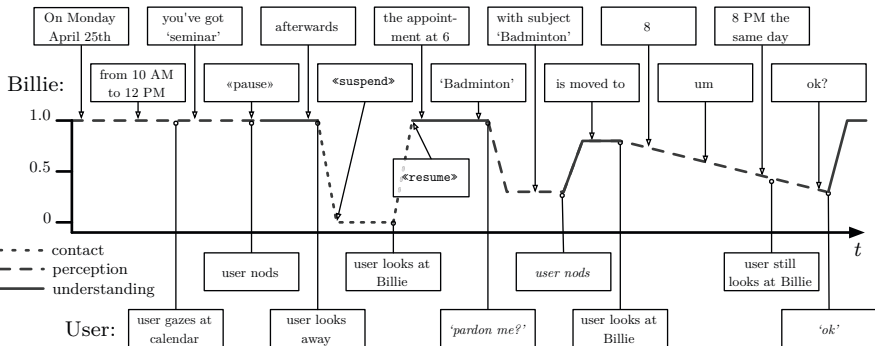 On Monday
April 25th
you've got
'seminar'
afterwards
the appoint-
ment at 6
with subject
'Badminton'
8
8 PM the
same day
Billie:
from 10 AM
to 12 PM
«pause»
«suspend»
'Badminton'
is moved to
um
ok?
1.0
0.5
0
«resume»
t
contact
perception
understanding
user nods
user looks at
Billie
user nods
user still
looks at Billie
User:
user gazes at
calendar
user looks
away
'pardon me?'
user looks at
Billie
'ok'